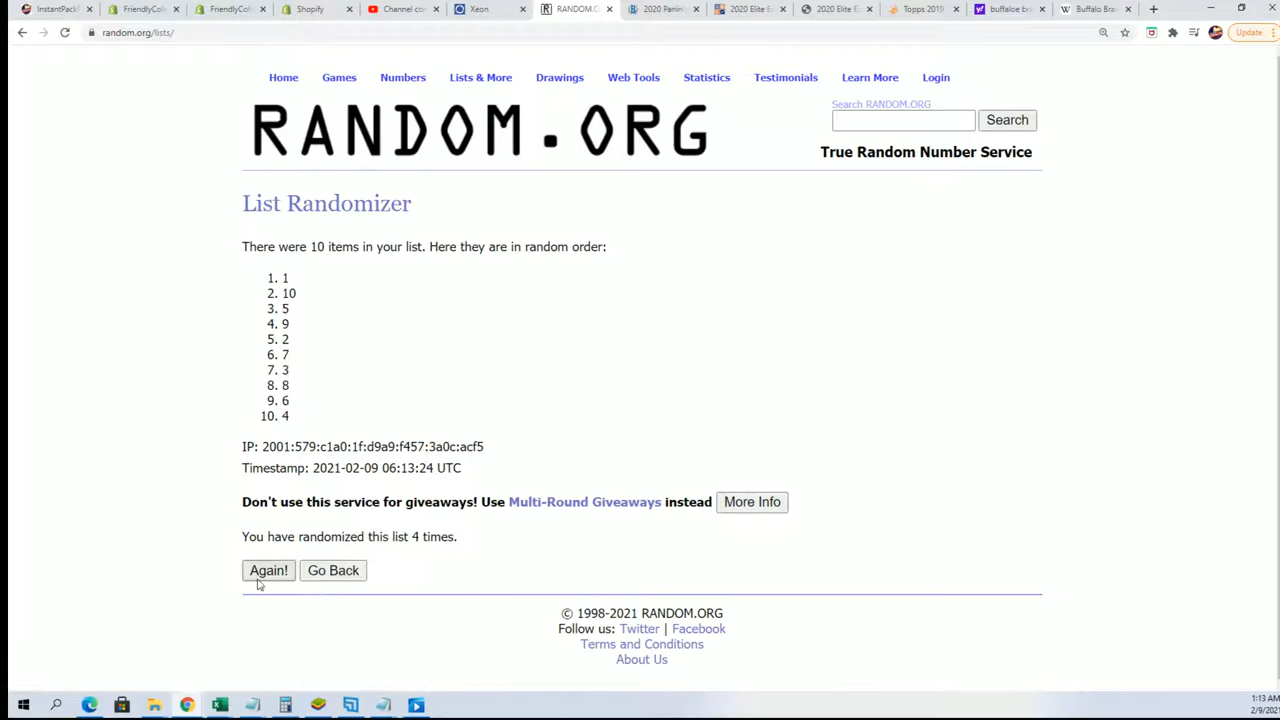 InstantPackF
FriendlyColl
FriendlyColl
Shopify
Channel co
Xeon
RANDOM.O
2020 Panini
2020 Elite E
2020 Elite E
Topps 2019
buffaloe bre
Buffalo Bra
random.org/lists/
Update
Home Games Numbers Lists & More Drawings Web Tools Statistics Testimonials Learn More Login
RANDOM.ORG
Search RANDOM.ORG
Search
True Random Number Service
List Randomizer
There were 10 items in your list. Here they are in random order:
1. 1
2. 10
3. 5
4. 9
5. 2
6. 7
7. 3
8. 8
9. 6
10. 4
IP: 2001:579:c1a0:1f:d9a9:f457:3a0c:acf5
Timestamp: 2021-02-09 06:13:24 UTC
Don't use this service for giveaways! Use Multi-Round Giveaways instead More Info
You have randomized this list 4 times.
Again! Go Back
© 1998-2021 RANDOM.ORG
Follow us: Twitter | Facebook
Terms and Conditions
About Us
1:13 AM
2/9/2021